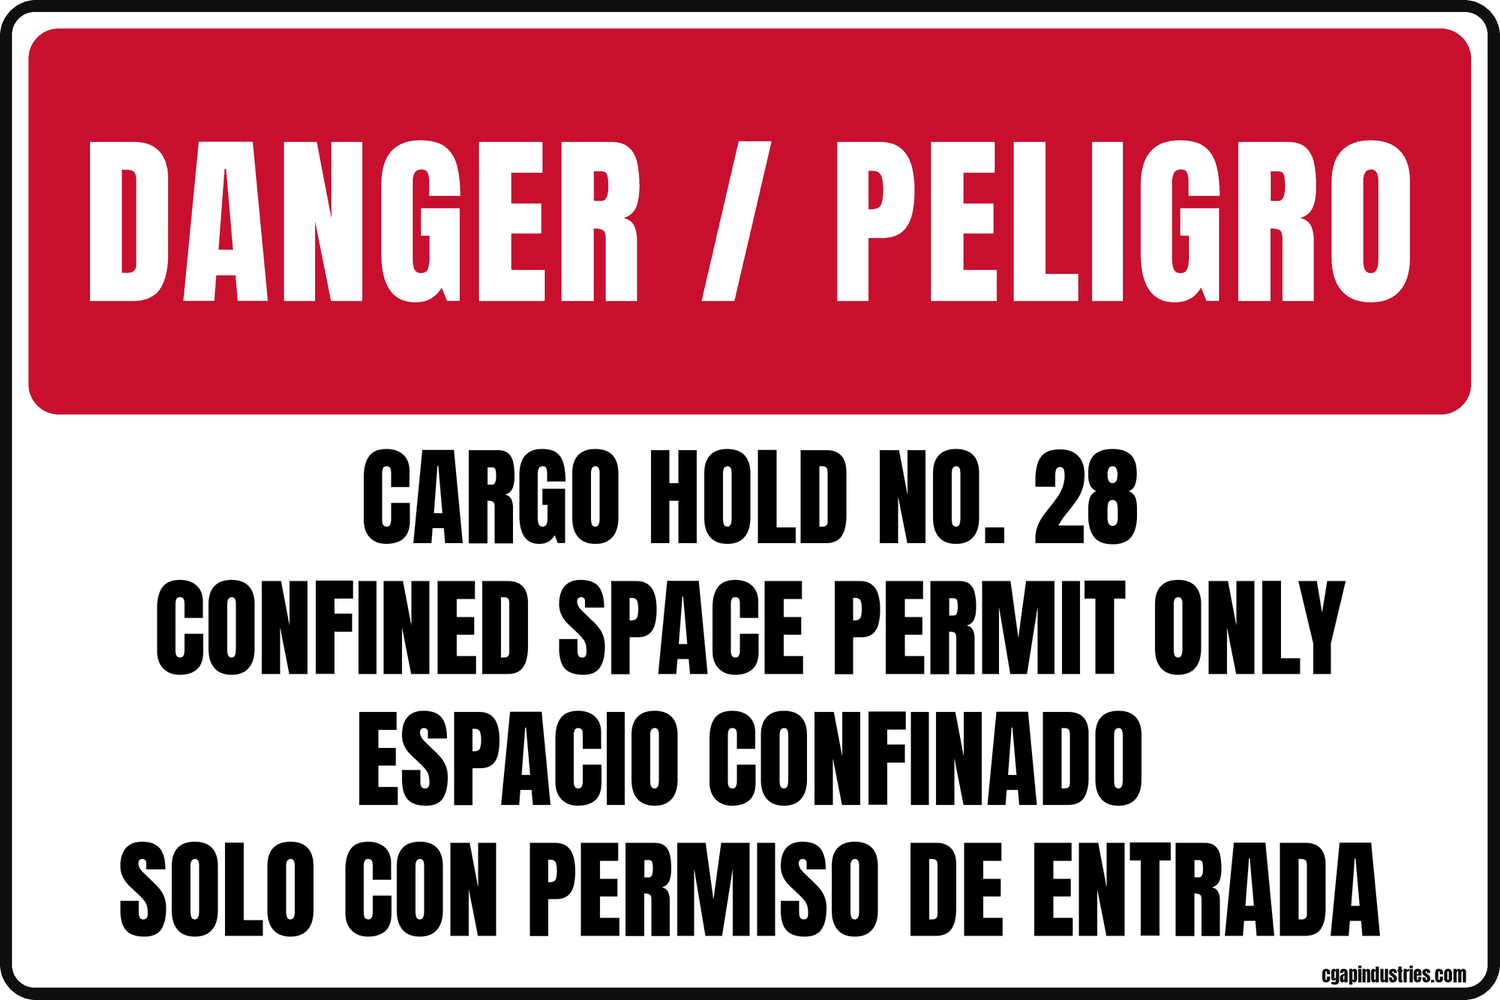 DANGER / PELIGRO
CARGO HOLD NO. 28
CONFINED SPACE PERMIT ONLY
ESPACIO CONFINADO
SOLO CON PERMISO DE ENTRADA
cgapindustries.com